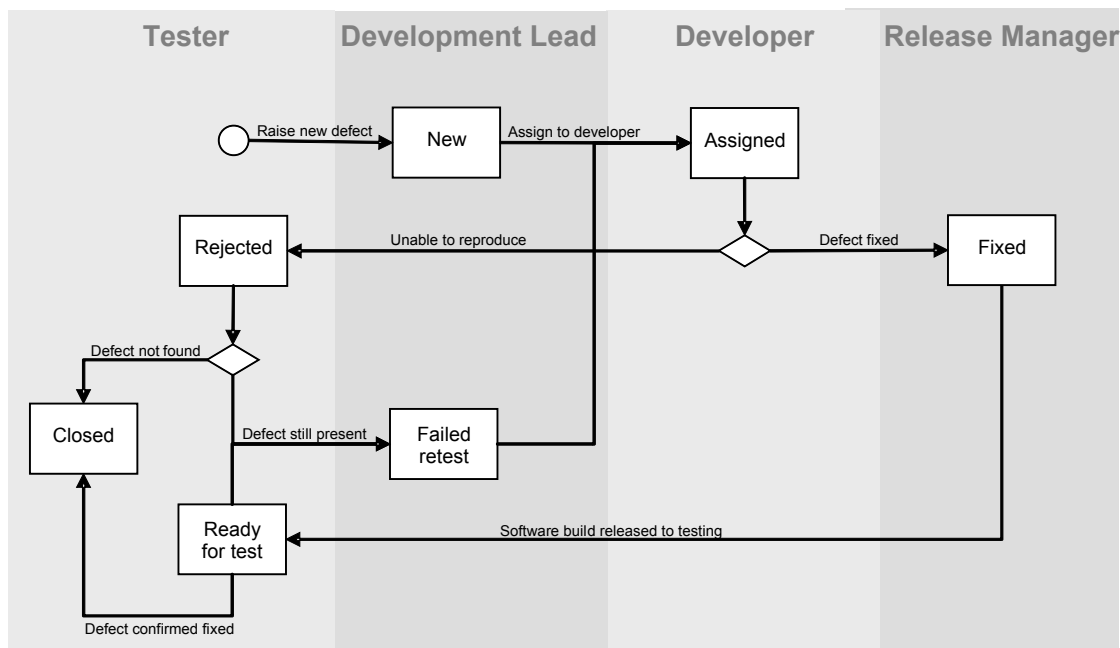 Tester
Development Lead
Developer
Release Manager
Raise new defect
New
Assign to developer
Assigned
Rejected
Unable to reproduce
Defect fixed
Fixed
Defect not found
Closed
Defect still present
Failed
retest
Ready
for test
Software build released to testing
Defect confirmed fixed